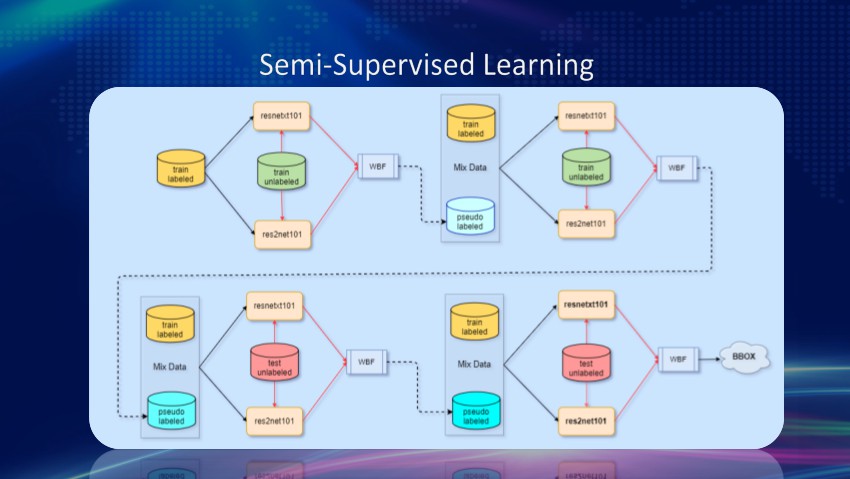 Semi-Supervised Learning
train
labeled
resnetxt101
train
unlabeled
res2net101
WBF
train
labeled
Mix Data
pseudo
labeled
resnetxt101
train
unlabeled
res2net101
WBF
train
labeled
Mix Data
pseudo
labeled
resnetxt101
test
unlabeled
res2net101
WBF
train
labeled
Mix Data
pseudo
labeled
resnetxt101
test
unlabeled
res2net101
WBF
BBOX